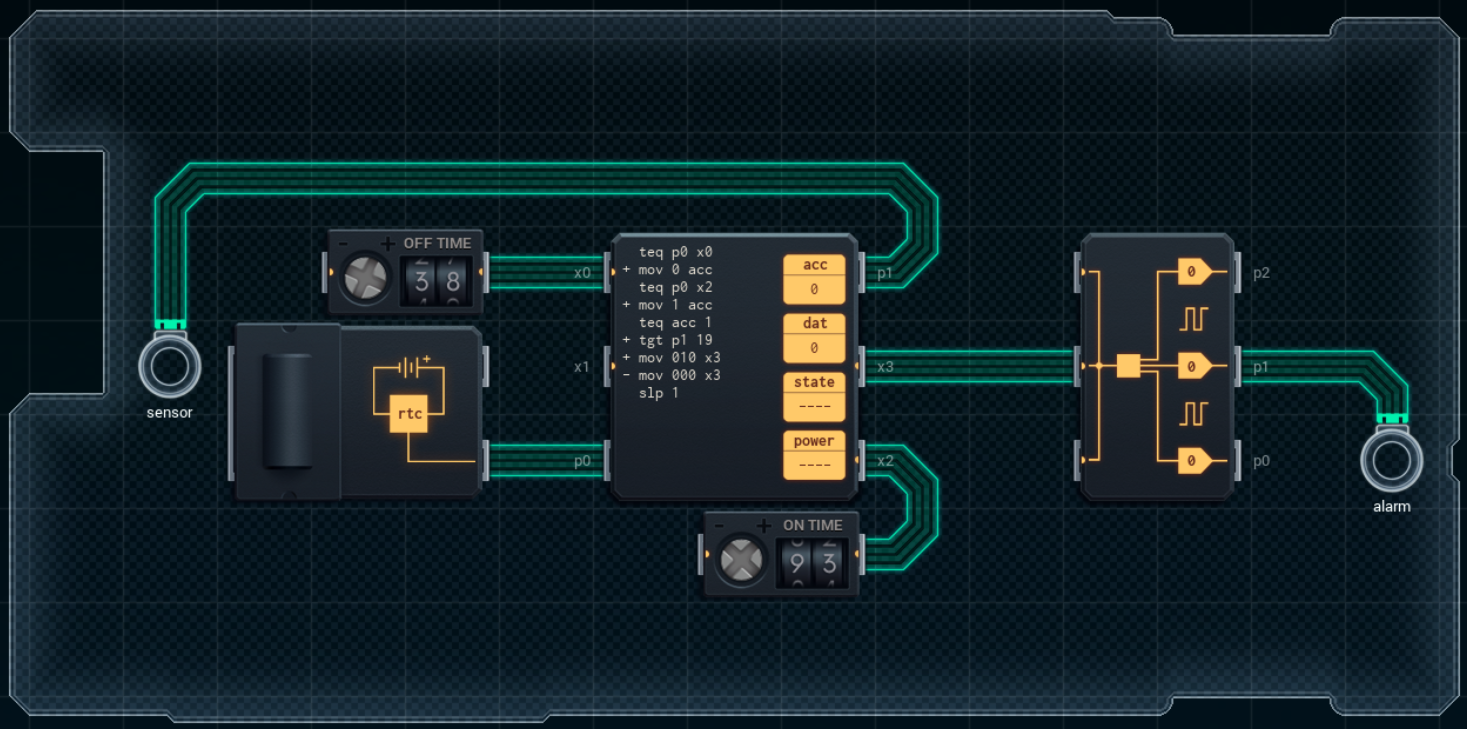 OFF TIME
3 8
sensor
rtc
+
x0
x1
p0
teq p0 x0
+ mov 0 acc
teq p0 x2
+ mov 1 acc
teq acc 1
+ tgt p1 19
+ mov 010 x3
- mov 000 x3
slp 1
acc
0
dat
0
state
----
power
----
p1
x3
x2
- + ON TIME
9 3
0
p2
0
p1
0
p0
alarm